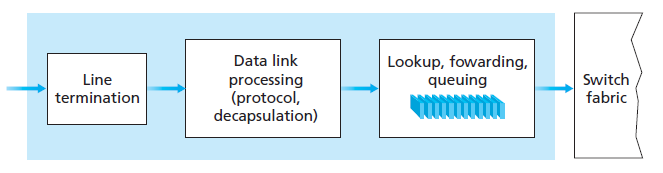 Line
termination
Data link
processing
(protocol,
decapsulation)
Lookup, fowarding,
queuing
Switch
fabric